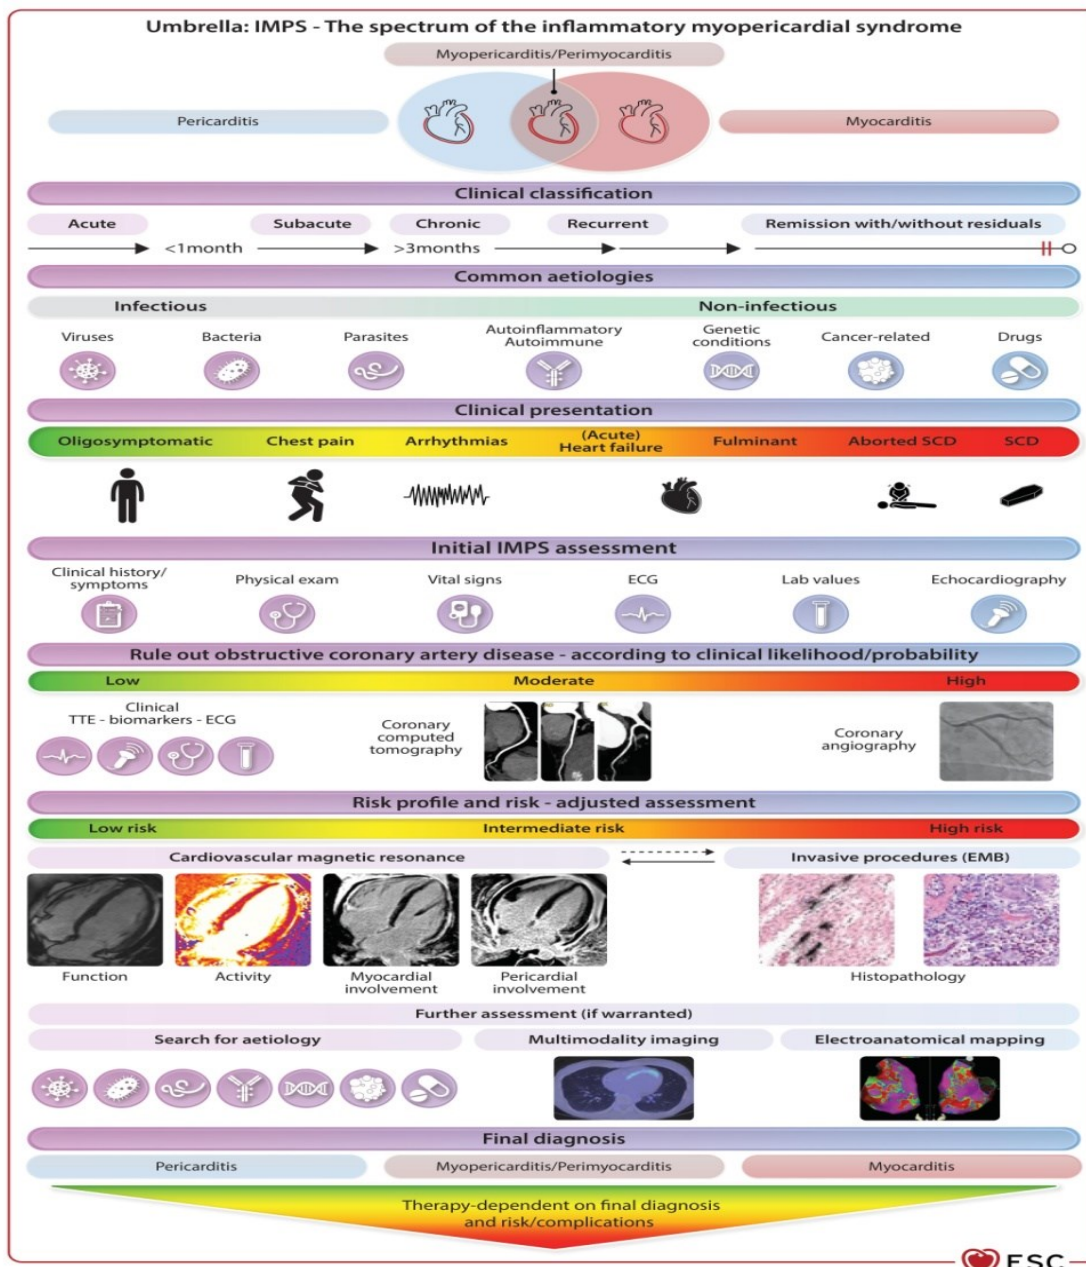 Umbrella: IMPS - The spectrum of the inflammatory myopericardial syndrome
Myopericarditis/Perimyocarditis
Pericarditis
Myocarditis
Clinical classification
Acute
Subacute
Chronic
Recurrent
Remission with/without residuals
<1month
>3months
Common aetiologies
Infectious
Non-infectious
Viruses
Bacteria
Parasites
Autoinflammatory
Autoimmune
Genetic
conditions
Cancer-related
Drugs
Clinical presentation
Oligosymptomatic
Chest pain
Arrhythmias
(Acute)
Heart failure
Fulminant
Aborted SCD
SCD
Initial IMPS assessment
Clinical history/
symptoms
Physical exam
Vital signs
ECG
Lab values
Echocardiography
Rule out obstructive coronary artery disease - according to clinical likelihood/probability
Low
Moderate
High
Clinical
TTE - biomarkers - ECG
Coronary
computed
tomography
Coronary
angiography
Risk profile and risk - adjusted assessment
Low risk
Intermediate risk
High risk
Cardiovascular magnetic resonance
Invasive procedures (EMB)
Function
Activity
Myocardial
involvement
Pericardial
involvement
Histopathology
Further assessment (if warranted)
Search for aetiology
Multimodality imaging
Electroanatomical mapping
Final diagnosis
Pericarditis
Myopericarditis/Perimyocarditis
Myocarditis
Therapy-dependent on final diagnosis
and risk/complications
ESC